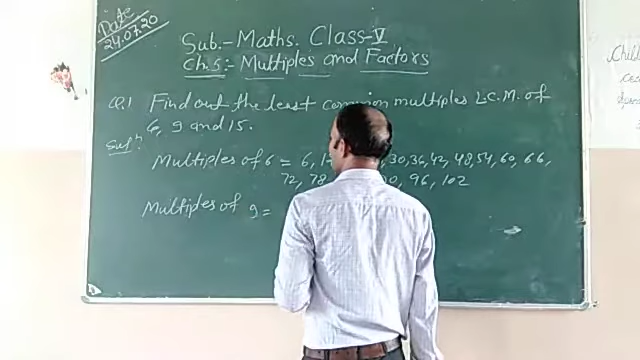 Date
24.07.20
Sub.- Maths. Class-V
Ch.5:- Multiples and Factors
Q.1 Find out the least common multiples L.C.M. of
6, 9 and 15.
Solⁿ:
Multiples of 6 = 6, 30, 36, 42, 48, 54, 60, 66,
72, 78 96, 102
Multiples of 9 =